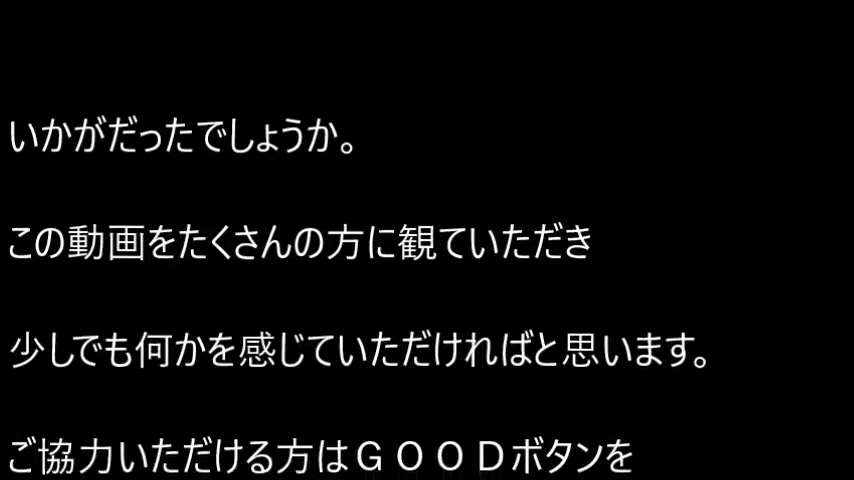 いかがだったでしょうか。
この動画をたくさんの方に観ていただき
少しでも何かを感じていただければと思います。
ご協力いただける方はＧＯＯＤボタンを